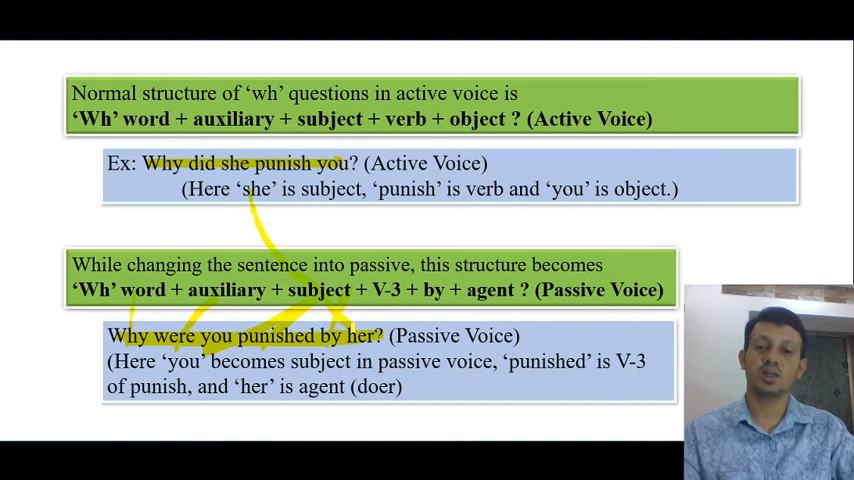 Normal structure of ‘wh’ questions in active voice is
‘Wh’ word + auxiliary + subject + verb + object ? (Active Voice)
Ex: Why did she punish you? (Active Voice)
(Here ‘she’ is subject, ‘punish’ is verb and ‘you’ is object.)
While changing the sentence into passive, this structure becomes
‘Wh’ word + auxiliary + subject + V-3 + by + agent ? (Passive Voice)
Why were you punished by her? (Passive Voice)
(Here ‘you’ becomes subject in passive voice, ‘punished’ is V-3
of punish, and ‘her’ is agent (doer)